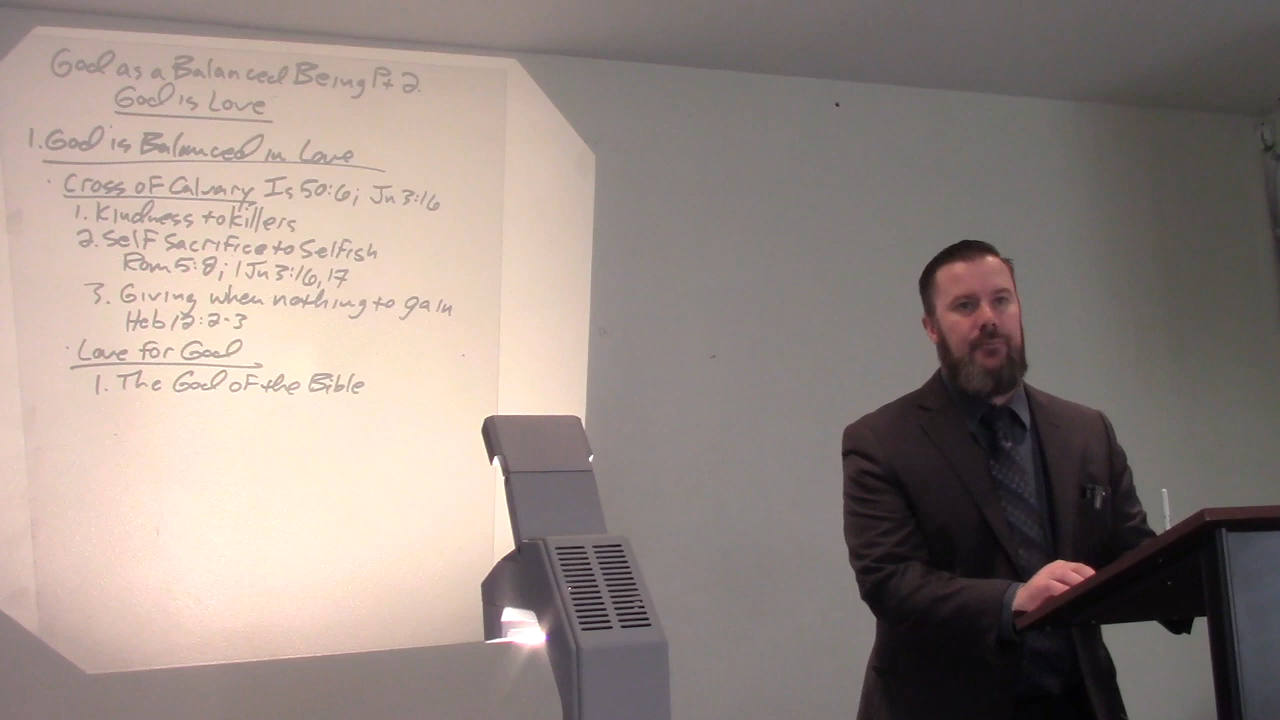 God as a Balanced Being Pt 2.
God is Love
1. God is Balanced in Love
· Cross of Calvary Is 50:6; Jn 3:16
1. Kindness to killers
2. Self Sacrifice to Selfish
Rom 5:8; 1 Jn 3:16,17
3. Giving when nothing to gain
Heb 12:2-3
· Love for God
1. The God of the Bible